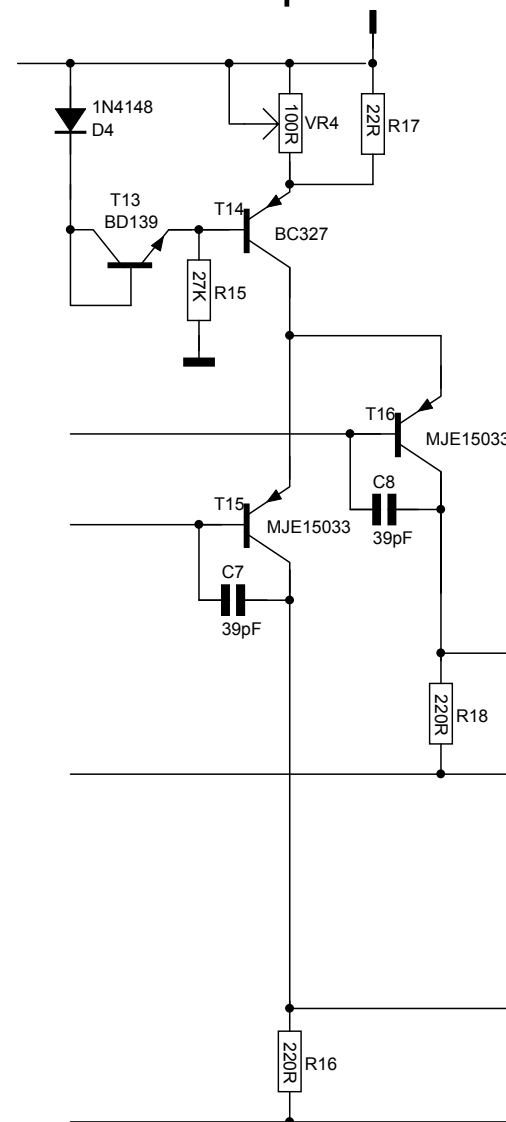 1N4148
D4
100R
VR4
22R
R17
T13
BD139
T14
BC327
27K
R15
T16
MJE15033
C8
39pF
T15
MJE15033
C7
39pF
220R
R18
220R
R16